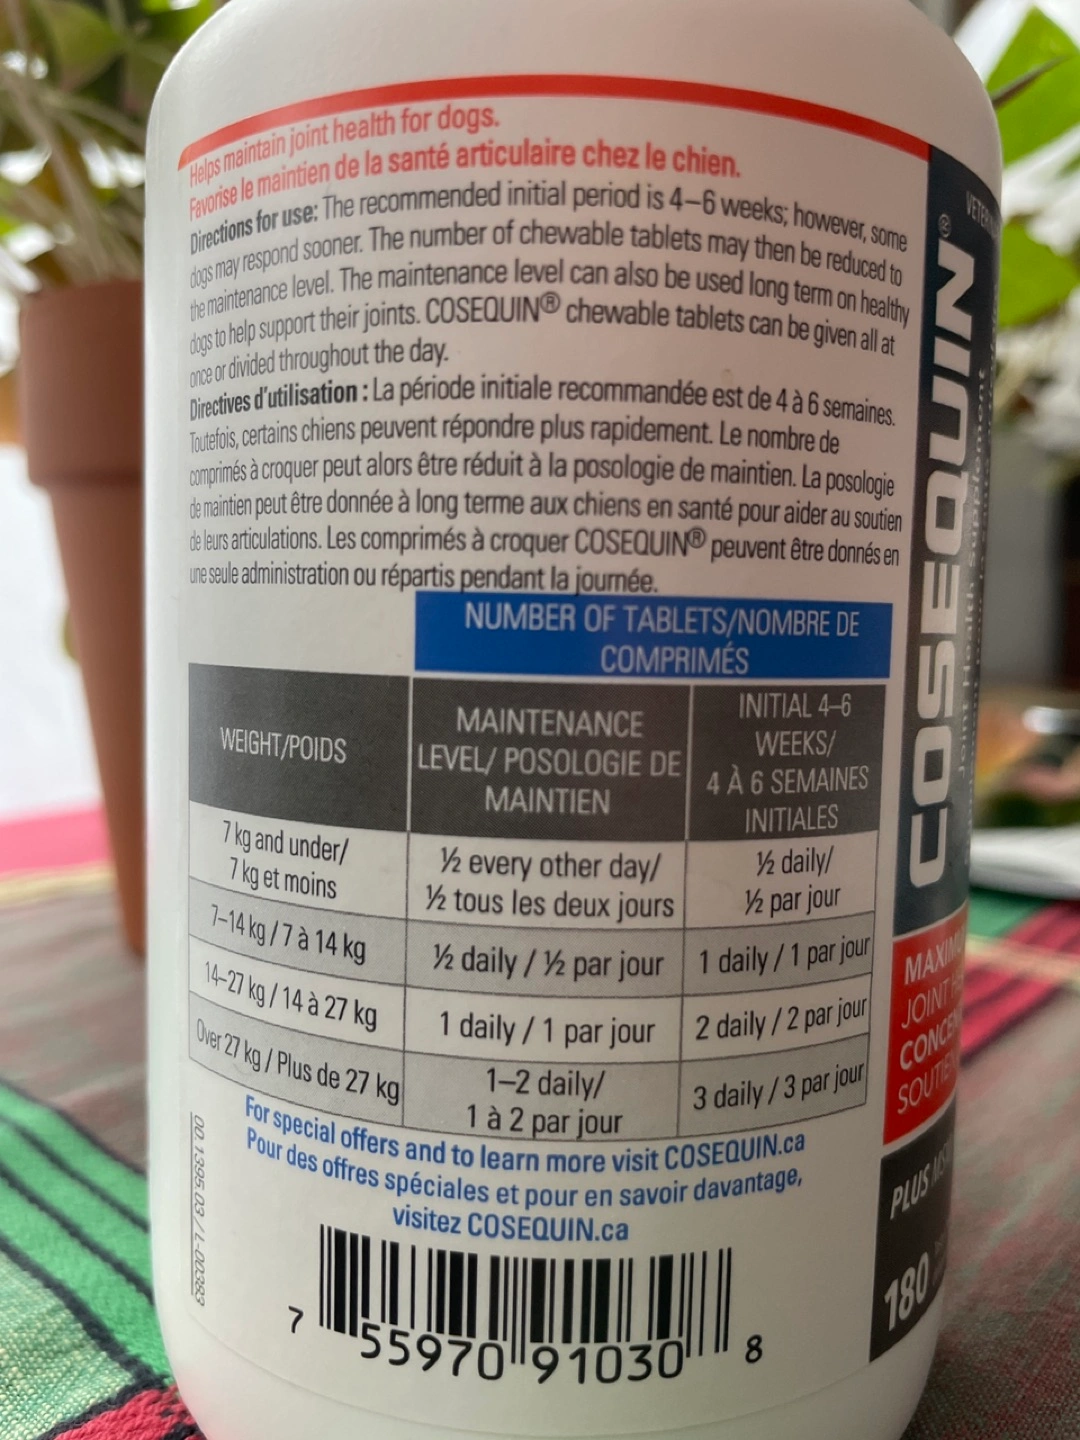 Helps maintain joint health for dogs.
Favorise le maintien de la santé articulaire chez le chien.
Directions for use: The recommended initial period is 4–6 weeks; however, some
dogs may respond sooner. The number of chewable tablets may then be reduced to
the maintenance level. The maintenance level can also be used long term on healthy
dogs to help support their joints. COSEQUIN® chewable tablets can be given all at
once or divided throughout the day.
Directives d'utilisation : La période initiale recommandée est de 4 à 6 semaines.
Toutefois, certains chiens peuvent répondre plus rapidement. Le nombre de
comprimés à croquer peut alors être réduit à la posologie de maintien. La posologie
de maintien peut être donnée à long terme aux chiens en santé pour aider au soutien
de leurs articulations. Les comprimés à croquer COSEQUIN® peuvent être donnés en
une seule administration ou répartis pendant la journée.
NUMBER OF TABLETS/NOMBRE DE
COMPRIMÉS
WEIGHT/POIDS
MAINTENANCE
LEVEL/ POSOLOGIE DE
MAINTIEN
INITIAL 4–6
WEEKS/
4 À 6 SEMAINES
INITIALES
7 kg and under/
7 kg et moins
½ every other day/
½ tous les deux jours
½ daily/
½ par jour
7–14 kg / 7 à 14 kg
½ daily / ½ par jour
1 daily / 1 par jour
14–27 kg / 14 à 27 kg
1 daily / 1 par jour
2 daily / 2 par jour
Over 27 kg / Plus de 27 kg
1–2 daily/
1 à 2 par jour
3 daily / 3 par jour
For special offers and to learn more visit COSEQUIN.ca
Pour des offres spéciales et pour en savoir davantage,
visitez COSEQUIN.ca
00.1395.03 / L-00383
7 55970 91030 8
COSEQUIN®
Joint Health Supplement
JOINT
PLUS
180